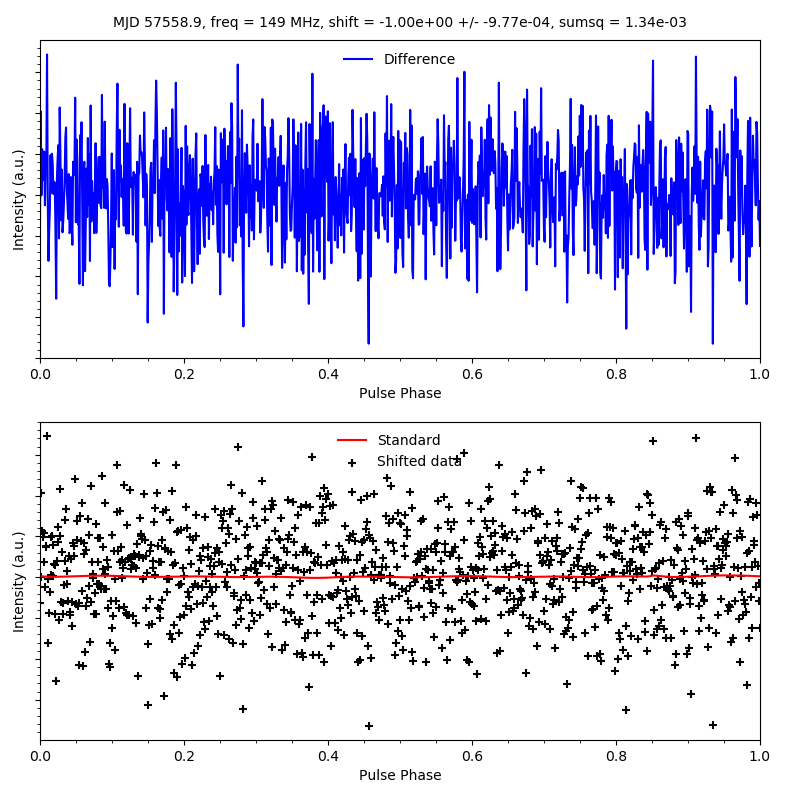 MJD 57558.9, freq = 149 MHz, shift = -1.00e+00 +/- -9.77e-04, sumsq = 1.34e-03
Difference
Intensity (a.u.)
0.0 0.2 0.4 0.6 0.8 1.0
Pulse Phase
Standard
Shifted data
Intensity (a.u.)
0.0 0.2 0.4 0.6 0.8 1.0
Pulse Phase